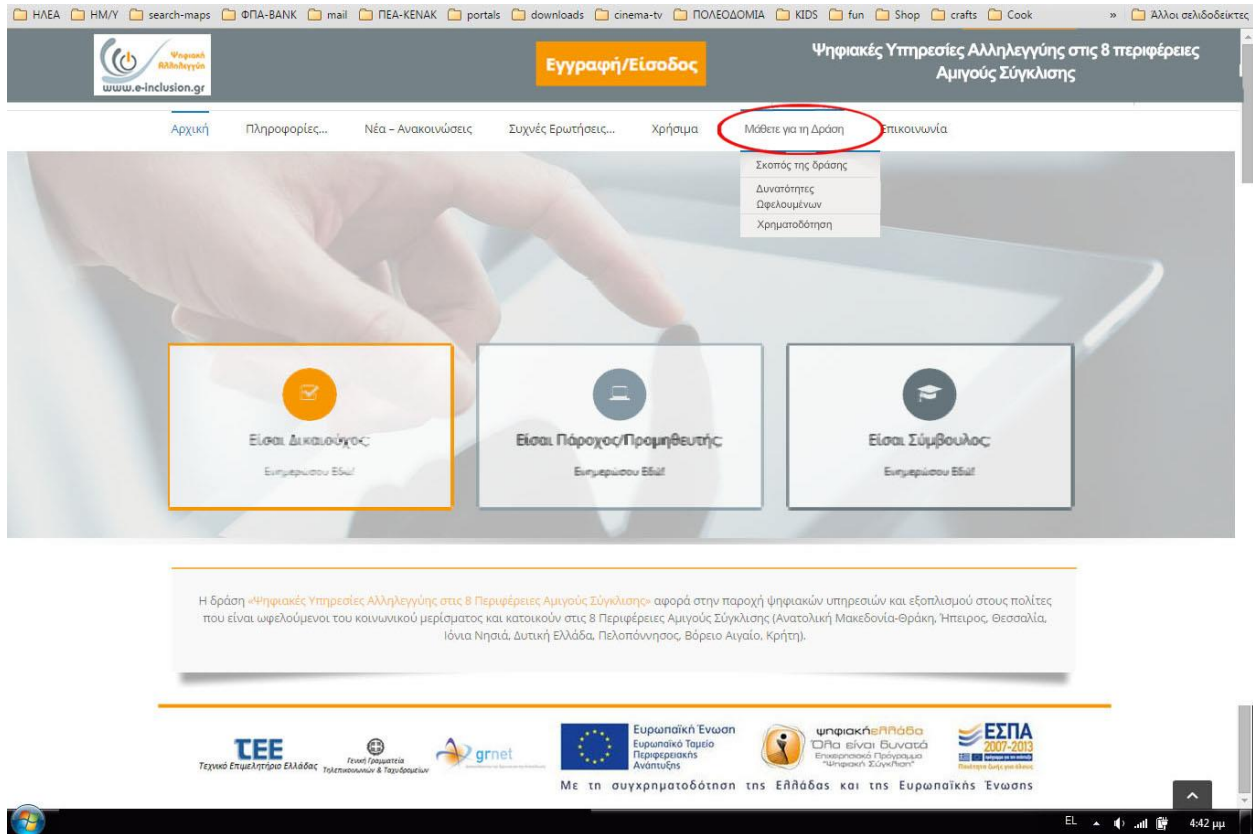 ΗΛΕΑ ΗΜ/Υ search-maps ΦΠΑ-BANK mail ΠΕΑ-ΚΕΝΑΚ portals downloads cinema-tv ΠΟΛΕΟΔΟΜΙΑ KIDS fun Shop crafts Cook » Άλλοι σελιδοδείκτες
Ψηφιακή
Αλληλεγγύη
www.e-inclusion.gr
Εγγραφή/Είσοδος
Ψηφιακές Υπηρεσίες Αλληλεγγύης στις 8 περιφέρειες
Αμιγούς Σύγκλισης
Αρχική Πληροφορίες... Νέα – Ανακοινώσεις Συχνές Ερωτήσεις... Χρήσιμα Μάθετε για τη Δράση Επικοινωνία
Σκοπός της δράσης
Δυνατότητες
Ωφελουμένων
Χρηματοδότηση
Είσαι Δικαιούχος;
Ενημερώσου Εδώ!
Είσαι Πάροχος/Προμηθευτής;
Ενημερώσου Εδώ!
Είσαι Σύμβουλος;
Ενημερώσου Εδώ!
Η δράση «Ψηφιακές Υπηρεσίες Αλληλεγγύης στις 8 Περιφέρειες Αμιγούς Σύγκλισης» αφορά στην παροχή ψηφιακών υπηρεσιών και εξοπλισμού στους πολίτες
που είναι ωφελούμενοι του κοινωνικού μερίσματος και κατοικούν στις 8 Περιφέρειες Αμιγούς Σύγκλισης (Ανατολική Μακεδονία-Θράκη, Ήπειρος, Θεσσαλία,
Ιόνια Νησιά, Δυτική Ελλάδα, Πελοπόννησος, Βόρειο Αιγαίο, Κρήτη).
ΤΕΕ
Τεχνικό Επιμελητήριο Ελλάδας
Γενική Γραμματεία
Τηλεπικοινωνιών & Ταχυδρομείων
grnet
Ευρωπαϊκή Ένωση
Ευρωπαϊκό Ταμείο
Περιφερειακής
Ανάπτυξης
ψηφιακήελλάδα
Όλα είναι δυνατά
Επιχειρησιακό Πρόγραμμα
"Ψηφιακή Σύγκλιση"
ΕΣΠΑ
2007-2013
Με τη συγχρηματοδότηση της Ελλάδας και της Ευρωπαϊκής Ένωσης
EL 4:42 μμ